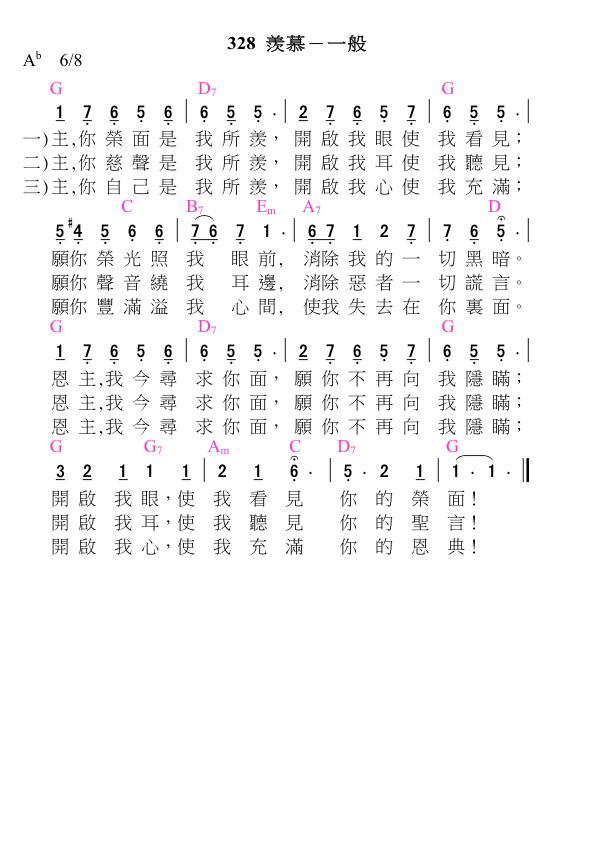 328 羨慕－一般
A♭ 6/8
G D7 G
1 7 6 5 6 | 6 5 5 · | 2 7 6 5 7 | 6 5 5 · |
一)主,你榮面是 我所羨，開啟我眼使 我看見；
二)主,你慈聲是 我所羨，開啟我耳使 我聽見；
三)主,你自己是 我所羨，開啟我心使 我充滿；
C B7 Em A7 D
5 #4 5 6 6 | 7 6 7 1 · | 6 7 1 2 7 | 7 6 5 · |
願你榮光照 我 眼前, 消除我的一 切黑暗。
願你聲音繞 我 耳邊, 消除惡者一 切謊言。
願你豐滿溢 我 心間, 使我失去在 你裏面。
G D7 G
1 7 6 5 6 | 6 5 5 · | 2 7 6 5 7 | 6 5 5 · |
恩主,我今尋 求你面，願你不再向 我隱瞞；
恩主,我今尋 求你面，願你不再向 我隱瞞；
恩主,我今尋 求你面，願你不再向 我隱瞞；
G G7 Am C D7 G
3 2 1 1 1 | 2 1 6 · | 5 · 2 1 | 1 · 1 · ‖
開啟我眼，使 我看見 你的榮面！
開啟我耳，使 我聽見 你的聖言！
開啟我心，使 我充滿 你的恩典！